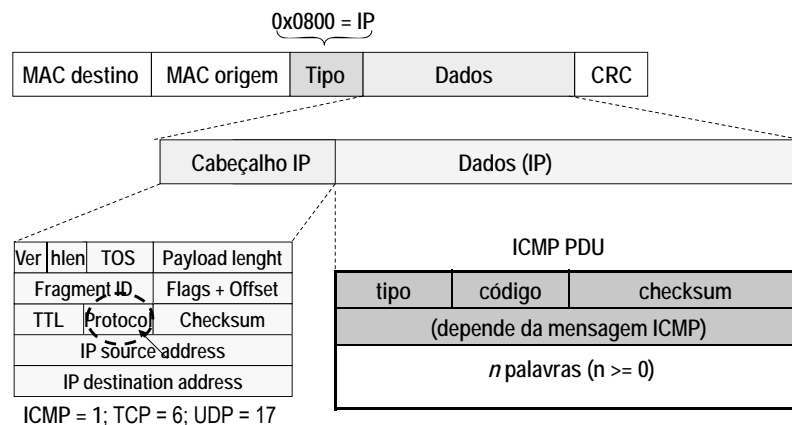 0x0800 = IP
MAC destino MAC origem Tipo Dados CRC
Cabeçalho IP Dados (IP)
Ver hlen TOS Payload lenght
Fragment ID Flags + Offset
TTL Protocol Checksum
IP source address
IP destination address
ICMP = 1; TCP = 6; UDP = 17
ICMP PDU
tipo código checksum
(depende da mensagem ICMP)
n palavras (n >= 0)